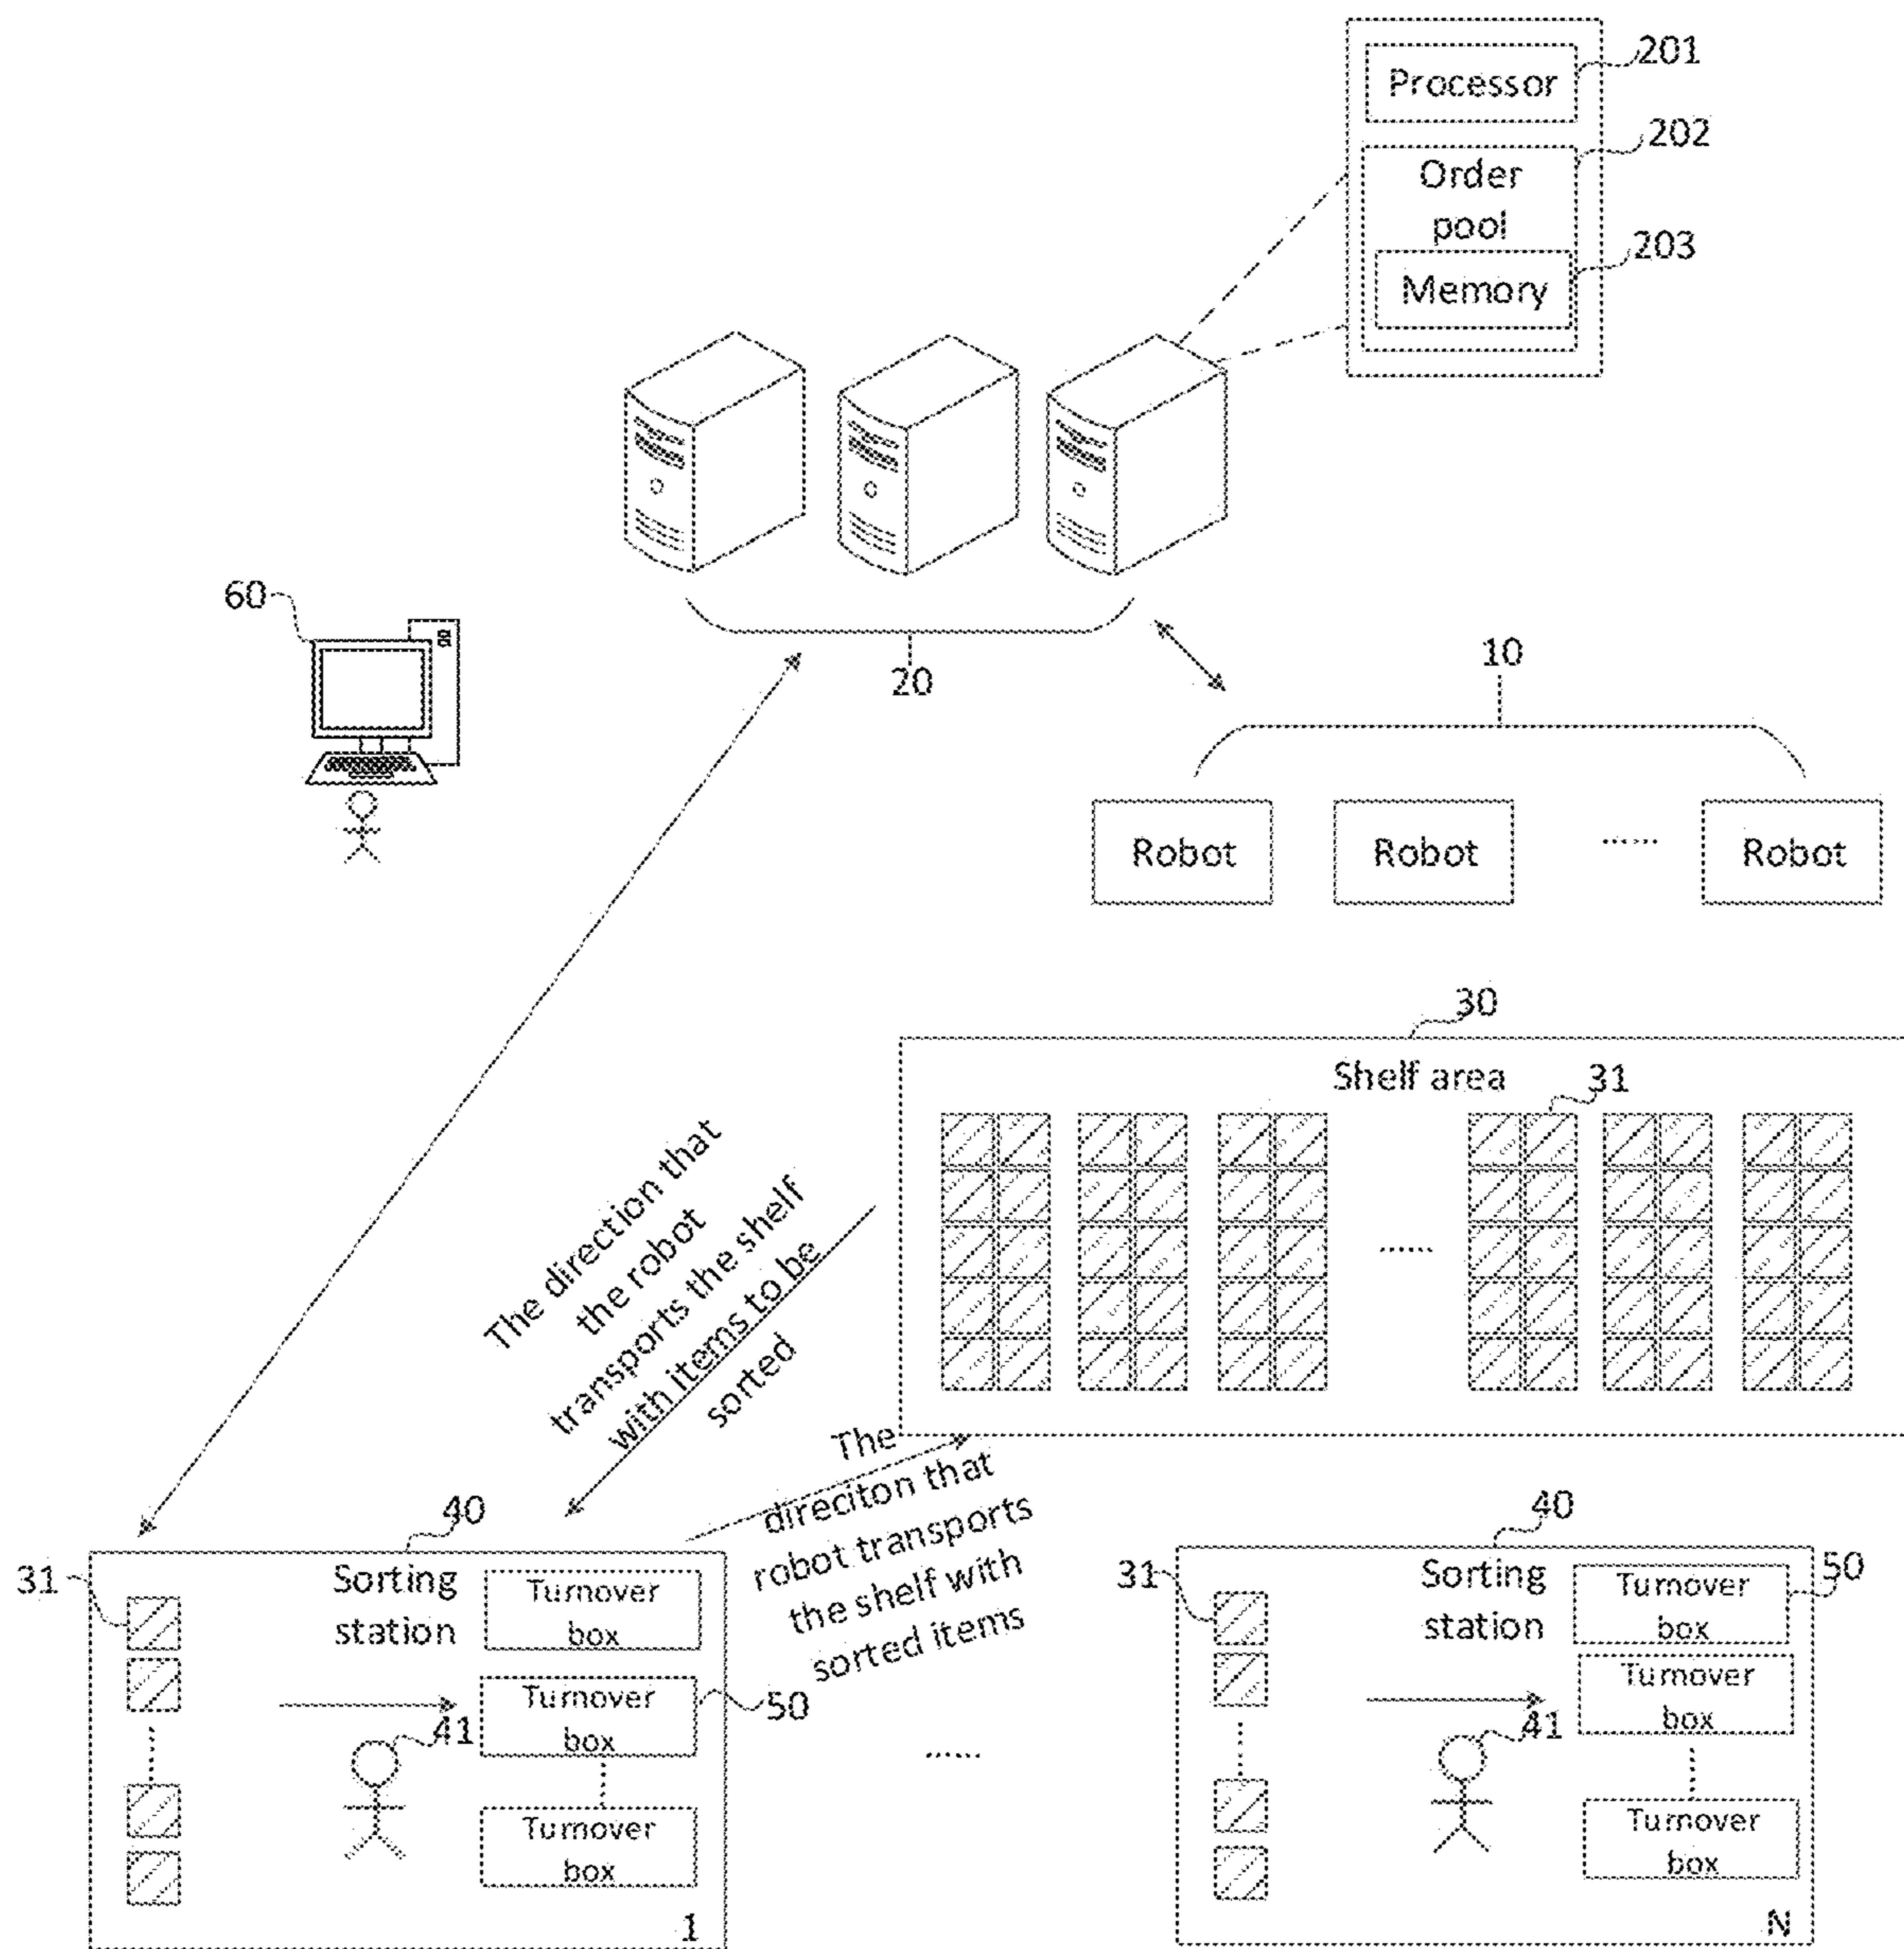 Processor
201
202
Order
pool
203
Memory
60
20
10
Robot
Robot
......
Robot
30
Shelf area
31
......
The direction that
the robot
transports the shelf
with items to be
sorted
The
direciton that
robot transports
the shelf with
sorted items
40
31
Sorting
station
Turnover
box
Turnover
box
50
41
Turnover
box
1
......
40
31
Sorting
station
Turnover
box
50
Turnover
box
41
Turnover
box
N